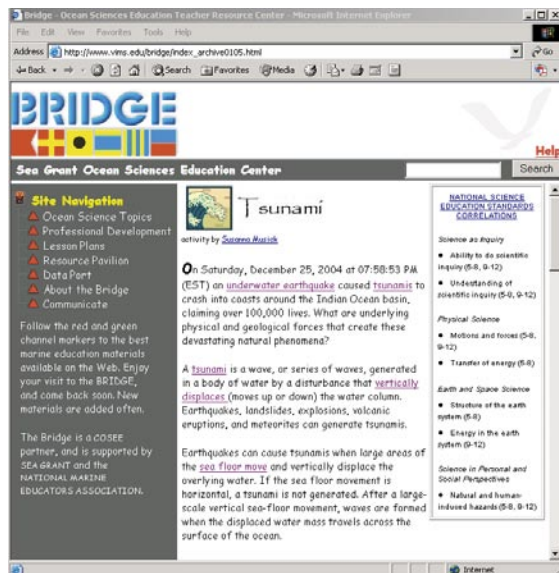 Bridge - Ocean Sciences Education Teacher Resource Center - Microsoft Internet Explorer
File Edit View Favorites Tools Help
Address http://www.vims.edu/bridge/index_archive0105.html Go
Back Search Favorites Media
BRIDGE
Help
Sea Grant Ocean Sciences Education Center Search
Site Navigation
Ocean Science Topics
Professional Development
Lesson Plans
Resource Pavilion
Data Port
About the Bridge
Communicate
Follow the red and green
channel markers to the best
marine education materials
available on the Web. Enjoy
your visit to the BRIDGE,
and come back soon. New
materials are added often.
The Bridge is a COSEE
partner, and is supported by
SEA GRANT and the
NATIONAL MARINE
EDUCATORS ASSOCIATION.
Tsunami
activity by Susanna Musick
On Saturday, December 25, 2004 at 07:58:53 PM
(EST) an underwater earthquake caused tsunamis to
crash into coasts around the Indian Ocean basin,
claiming over 100,000 lives. What are underlying
physical and geological forces that create these
devastating natural phenomena?
A tsunami is a wave, or series of waves, generated
in a body of water by a disturbance that vertically
displaces (moves up or down) the water column.
Earthquakes, landslides, explosions, volcanic
eruptions, and meteorites can generate tsunamis.
Earthquakes can cause tsunamis when large areas of
the sea floor move and vertically displace the
overlying water. If the sea floor movement is
horizontal, a tsunami is not generated. After a large-
scale vertical sea-floor movement, waves are formed
when the displaced water mass travels across the
surface of the ocean.
NATIONAL SCIENCE
EDUCATION STANDARDS
CORRELATIONS
Science as Inquiry
• Ability to do scientific
inquiry (5-8, 9-12)
• Understanding of
scientific inquiry (5-8, 9-12)
Physical Science
• Motions and forces (5-8,
9-12)
• Transfer of energy (5-8)
Earth and Space Science
• Structure of the earth
system (5-8)
• Energy in the earth
system (9-12)
Science in Personal and
Social Perspectives
• Natural and human-
induced hazards (5-8, 9-12)
Internet